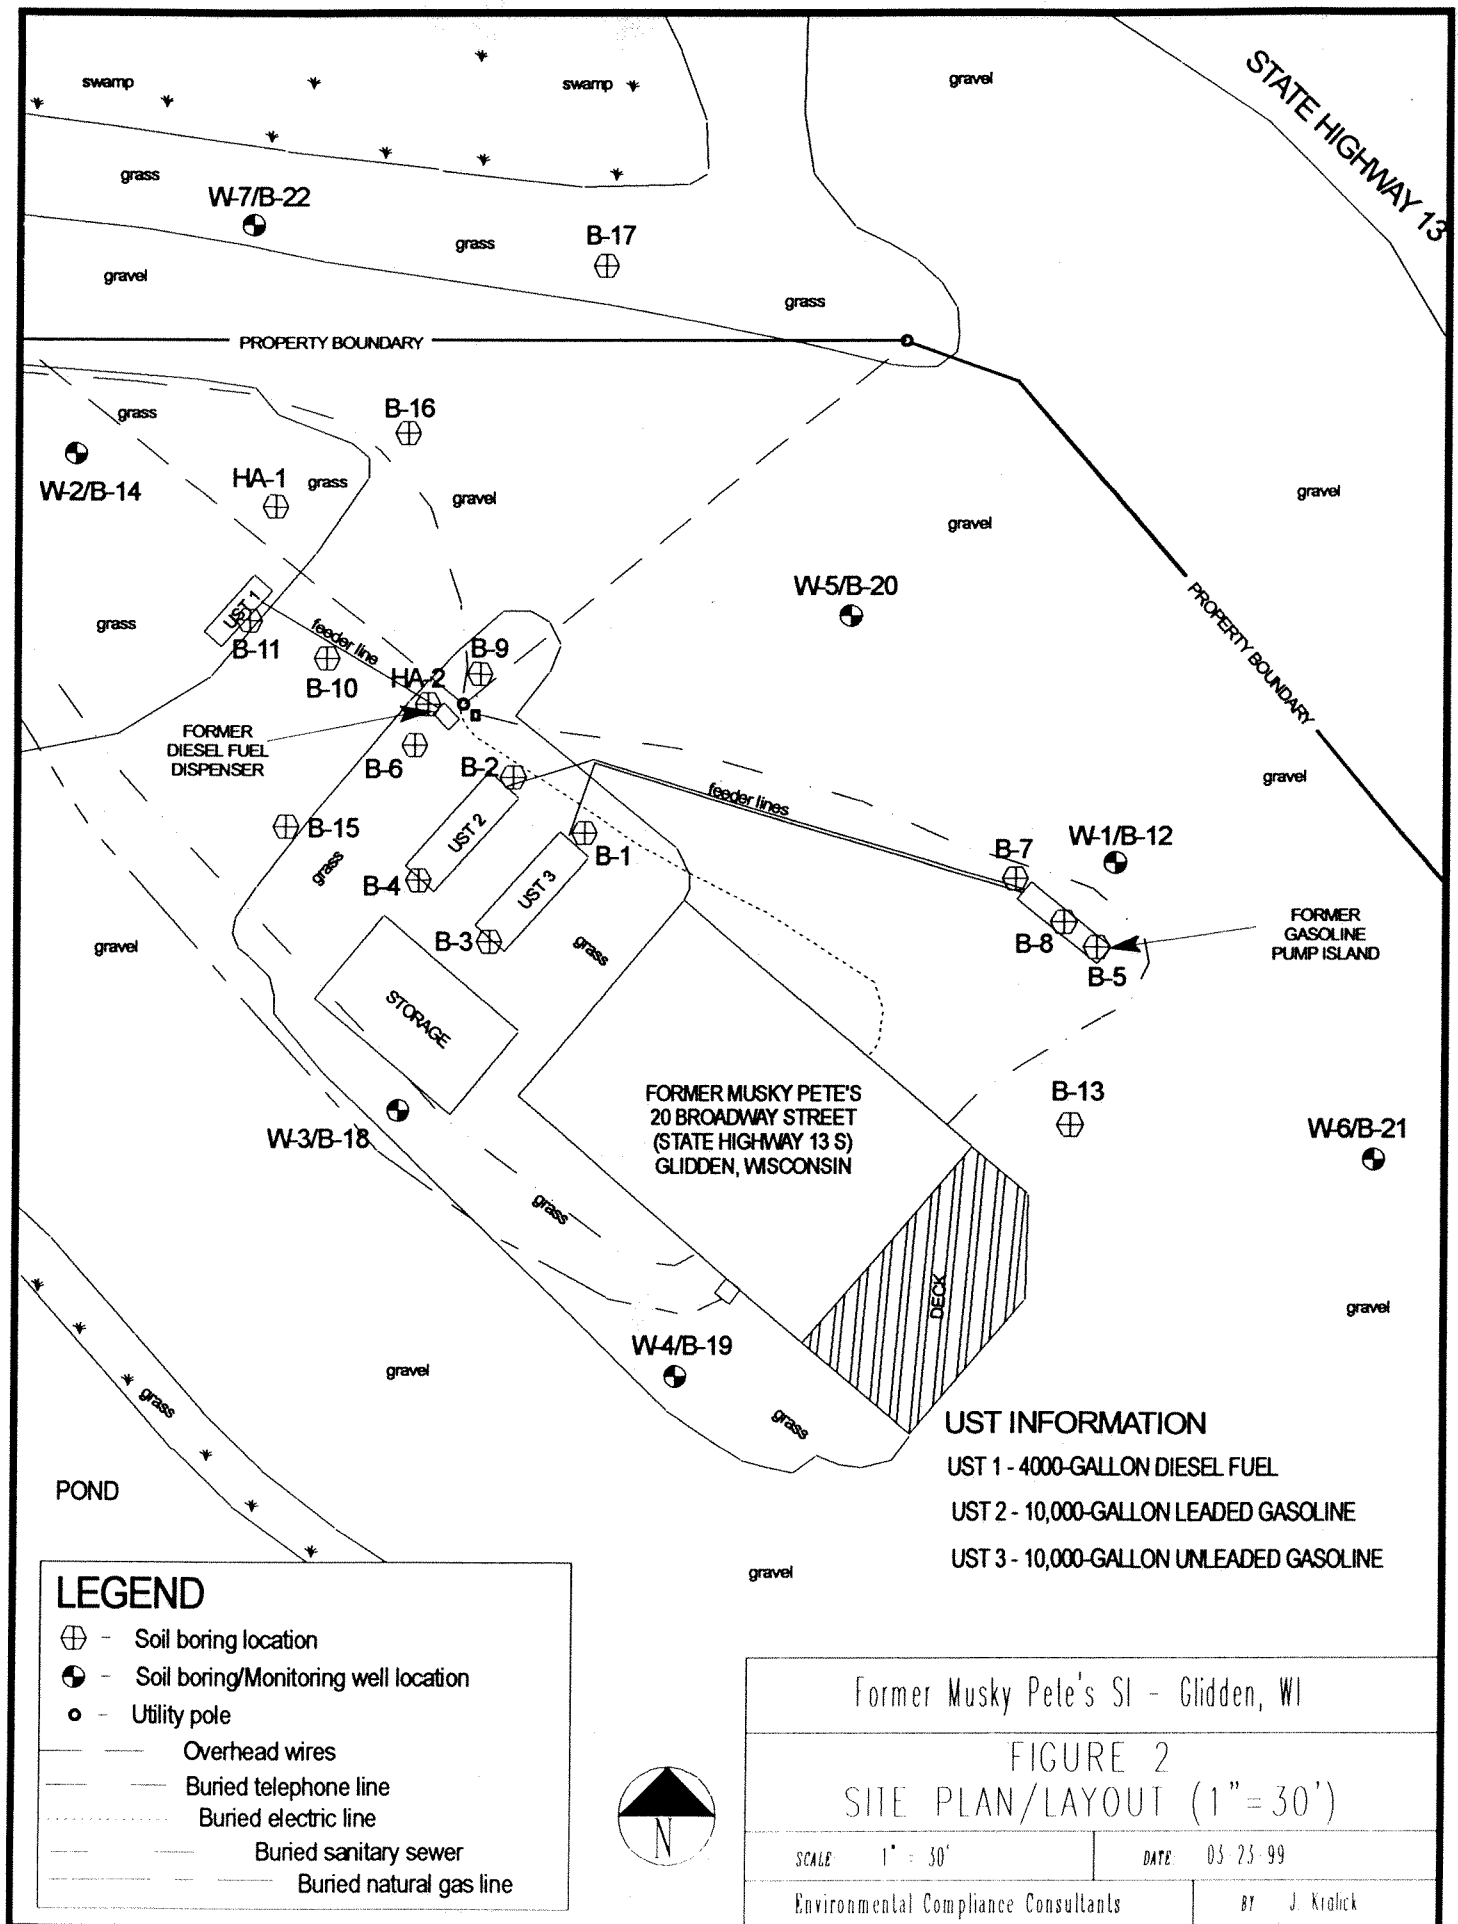 swamp
swamp
gravel
STATE HIGHWAY 13
grass
W-7/B-22
grass
B-17
gravel
grass
PROPERTY BOUNDARY
grass
B-16
W-2/B-14
HA-1
grass
gravel
gravel
gravel
W-5/B-20
PROPERTY BOUNDARY
grass
UST 1
B-11
feeder line
B-10
B-9
HA-2
FORMER
DIESEL FUEL
DISPENSER
B-6
B-2
feeder lines
gravel
B-15
grass
UST 2
B-4
UST 3
B-1
B-3
grass
B-7
W-1/B-12
B-8
B-5
FORMER
GASOLINE
PUMP ISLAND
gravel
STORAGE
W-3/B-18
FORMER MUSKY PETE'S
20 BROADWAY STREET
(STATE HIGHWAY 13 S)
GLIDDEN, WISCONSIN
B-13
W-6/B-21
grass
DECK
gravel
W-4/B-19
gravel
grass
grass
POND
UST INFORMATION
UST 1 - 4000-GALLON DIESEL FUEL
UST 2 - 10,000-GALLON LEADED GASOLINE
UST 3 - 10,000-GALLON UNLEADED GASOLINE
gravel
LEGEND
- Soil boring location
- Soil boring/Monitoring well location
- Utility pole
Overhead wires
Buried telephone line
Buried electric line
Buried sanitary sewer
Buried natural gas line
N
Former Musky Pete's SI - Glidden, WI
FIGURE 2
SITE PLAN/LAYOUT (1"=30')
SCALE: 1" = 30'
DATE: 03-23-99
Environmental Compliance Consultants
BY J. Kralick